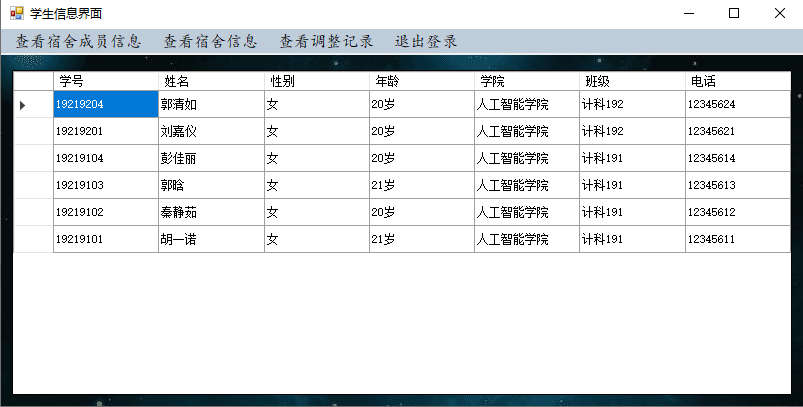 学生信息界面
查看宿舍成员信息 查看宿舍信息 查看调整记录 退出登录
学号 姓名 性别 年龄 学院 班级 电话
19219204 郭清如 女 20岁 人工智能学院 计科192 12345624
19219201 刘嘉仪 女 20岁 人工智能学院 计科192 12345621
19219104 彭佳丽 女 20岁 人工智能学院 计科191 12345614
19219103 郭晗 女 21岁 人工智能学院 计科191 12345613
19219102 秦静茹 女 20岁 人工智能学院 计科191 12345612
19219101 胡一诺 女 21岁 人工智能学院 计科191 12345611